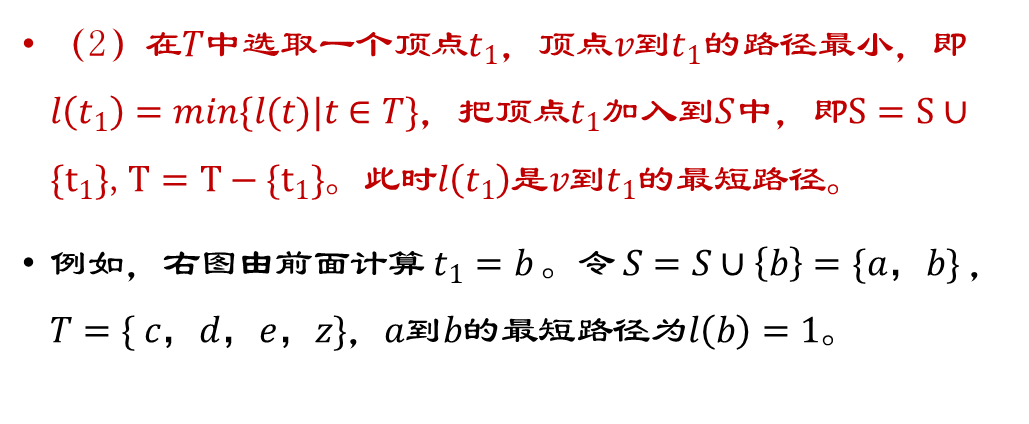 • （2）在𝑇中选取一个顶点𝑡₁，顶点𝑣到𝑡₁的路径最小，即
𝑙(𝑡₁) = 𝑚𝑖𝑛{𝑙(𝑡)|𝑡 ∈ 𝑇}，把顶点𝑡₁加入到𝑆中，即S = S ∪
{t₁}, T = T − {t₁}。此时𝑙(𝑡₁)是𝑣到𝑡₁的最短路径。
• 例如，右图由前面计算 𝑡₁ = 𝑏 。令 𝑆 = 𝑆 ∪ {𝑏} = {𝑎，𝑏} ，
𝑇 = { 𝑐，𝑑，𝑒，𝑧}，𝑎到𝑏的最短路径为𝑙(𝑏) = 1。